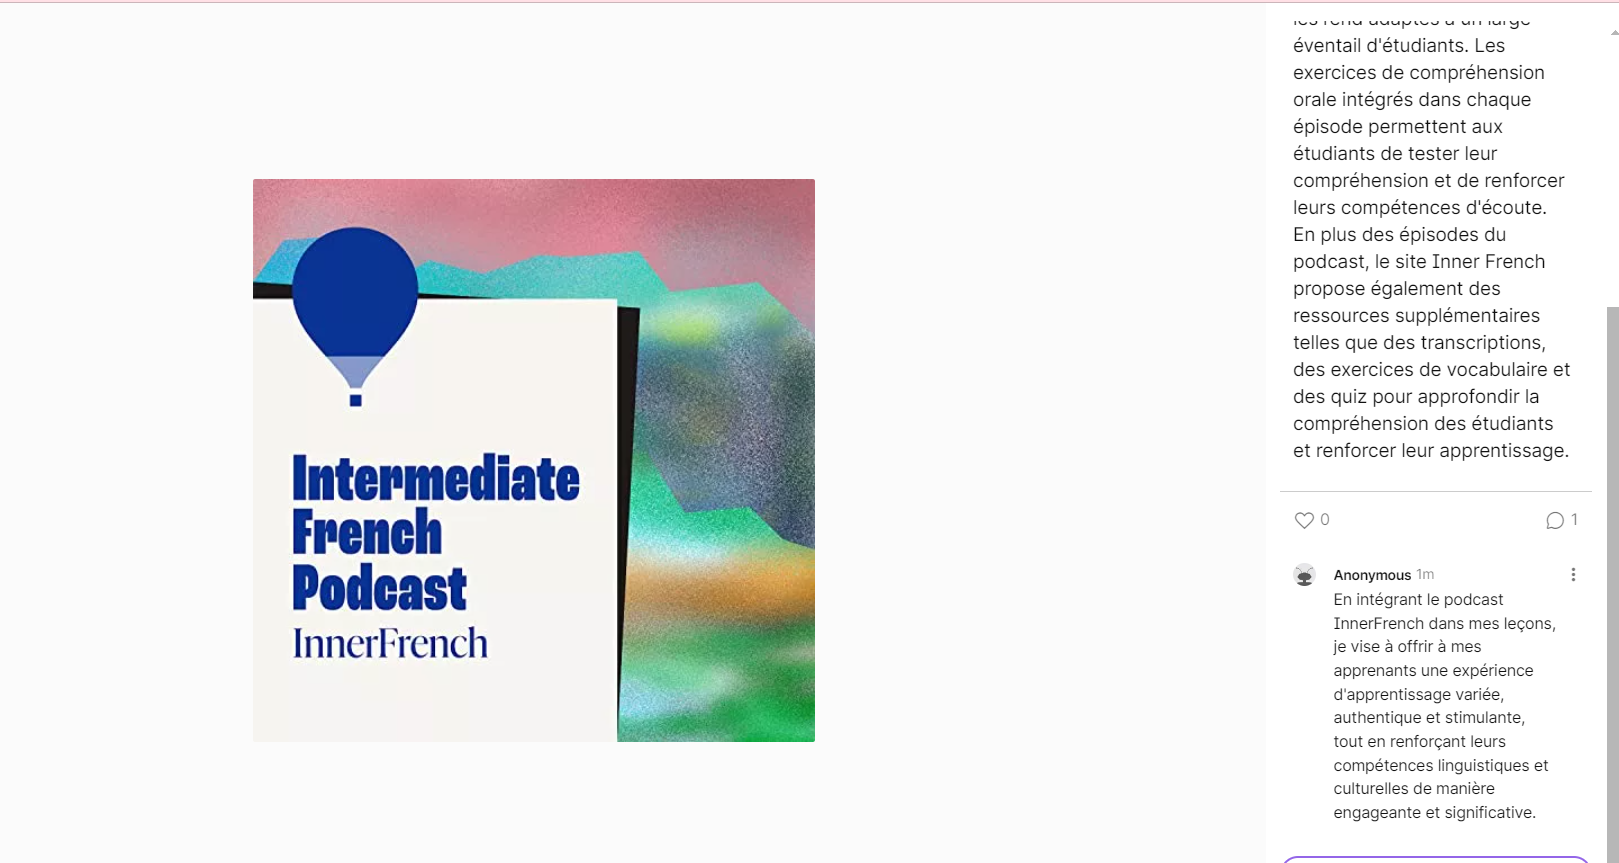 Intermediate
French
Podcast
InnerFrench
les rend adaptés à un large
éventail d'étudiants. Les
exercices de compréhension
orale intégrés dans chaque
épisode permettent aux
étudiants de tester leur
compréhension et de renforcer
leurs compétences d'écoute.
En plus des épisodes du
podcast, le site Inner French
propose également des
ressources supplémentaires
telles que des transcriptions,
des exercices de vocabulaire et
des quiz pour approfondir la
compréhension des étudiants
et renforcer leur apprentissage.
0 1
Anonymous 1m
En intégrant le podcast
InnerFrench dans mes leçons,
je vise à offrir à mes
apprenants une expérience
d'apprentissage variée,
authentique et stimulante,
tout en renforçant leurs
compétences linguistiques et
culturelles de manière
engageante et significative.